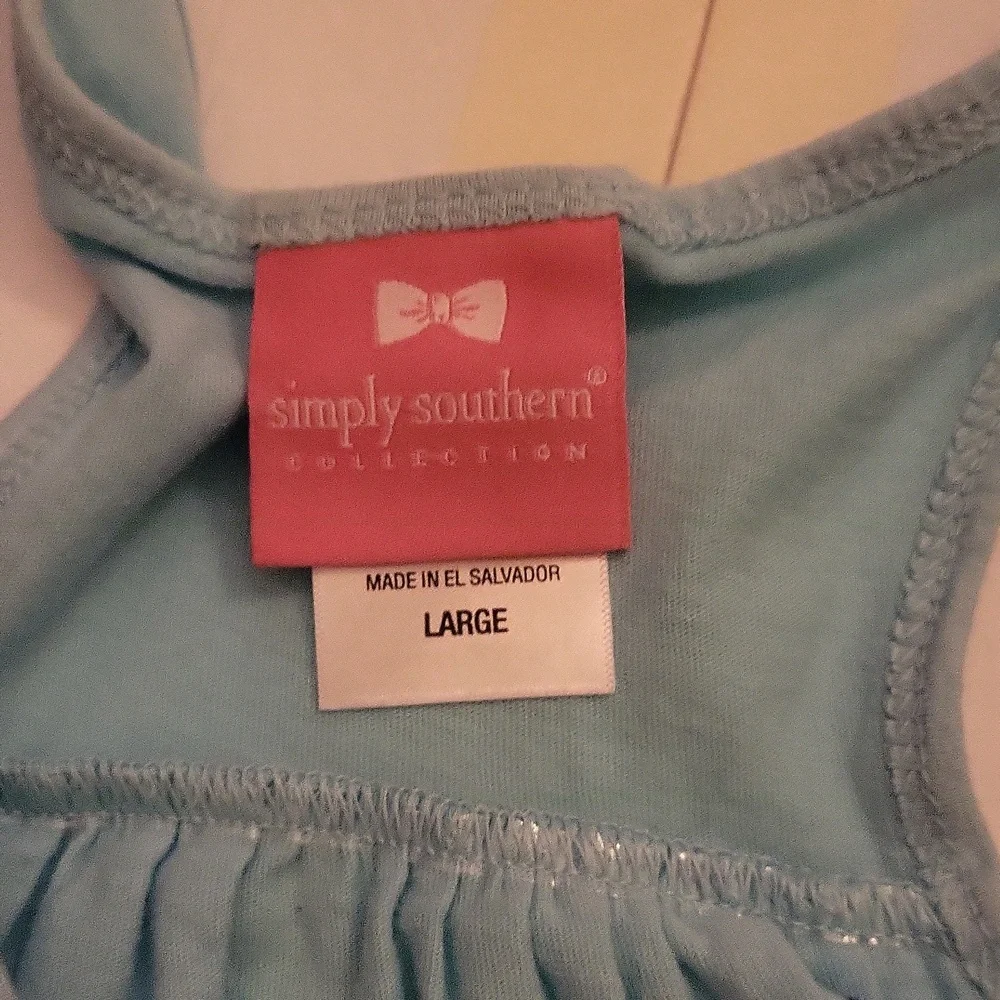 simply southern®
COLLECTION
MADE IN EL SALVADOR
LARGE